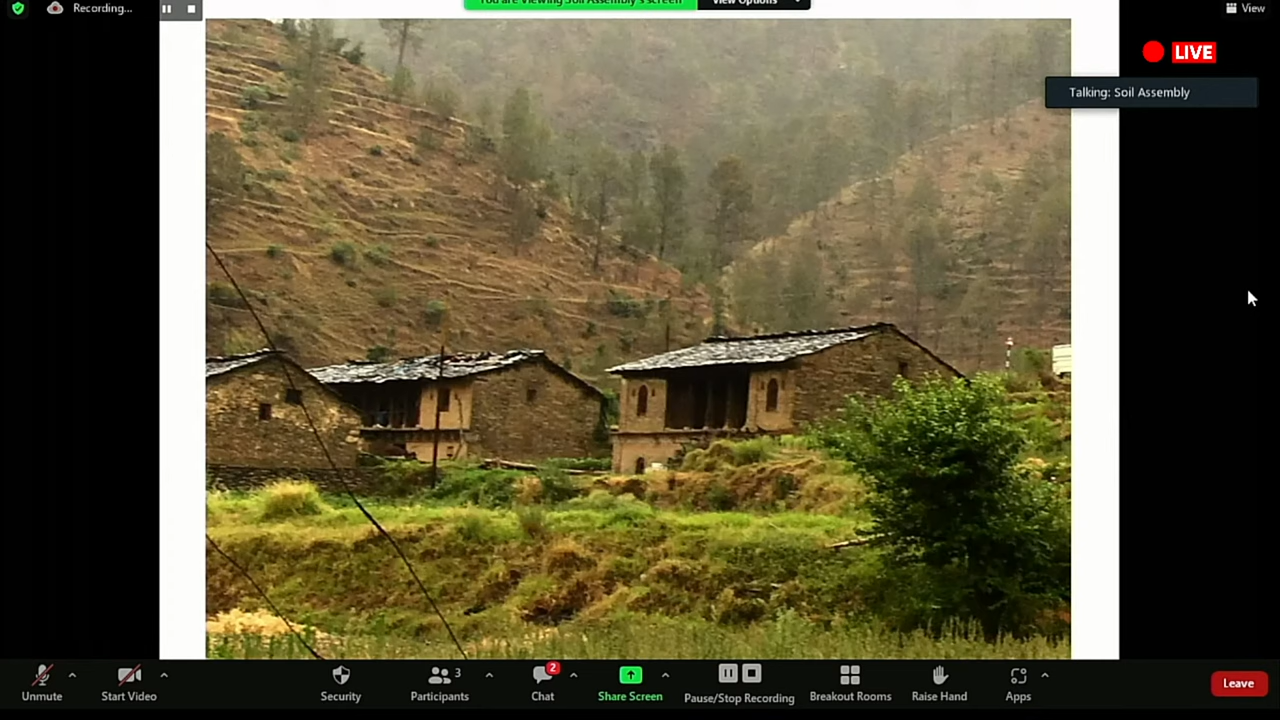 Recording...
You are viewing Soil Assembly's screen
View Options
View
LIVE
Talking: Soil Assembly
Unmute
Start Video
Security
Participants
3
Chat
2
Share Screen
Pause/Stop Recording
Breakout Rooms
Raise Hand
Apps
Leave